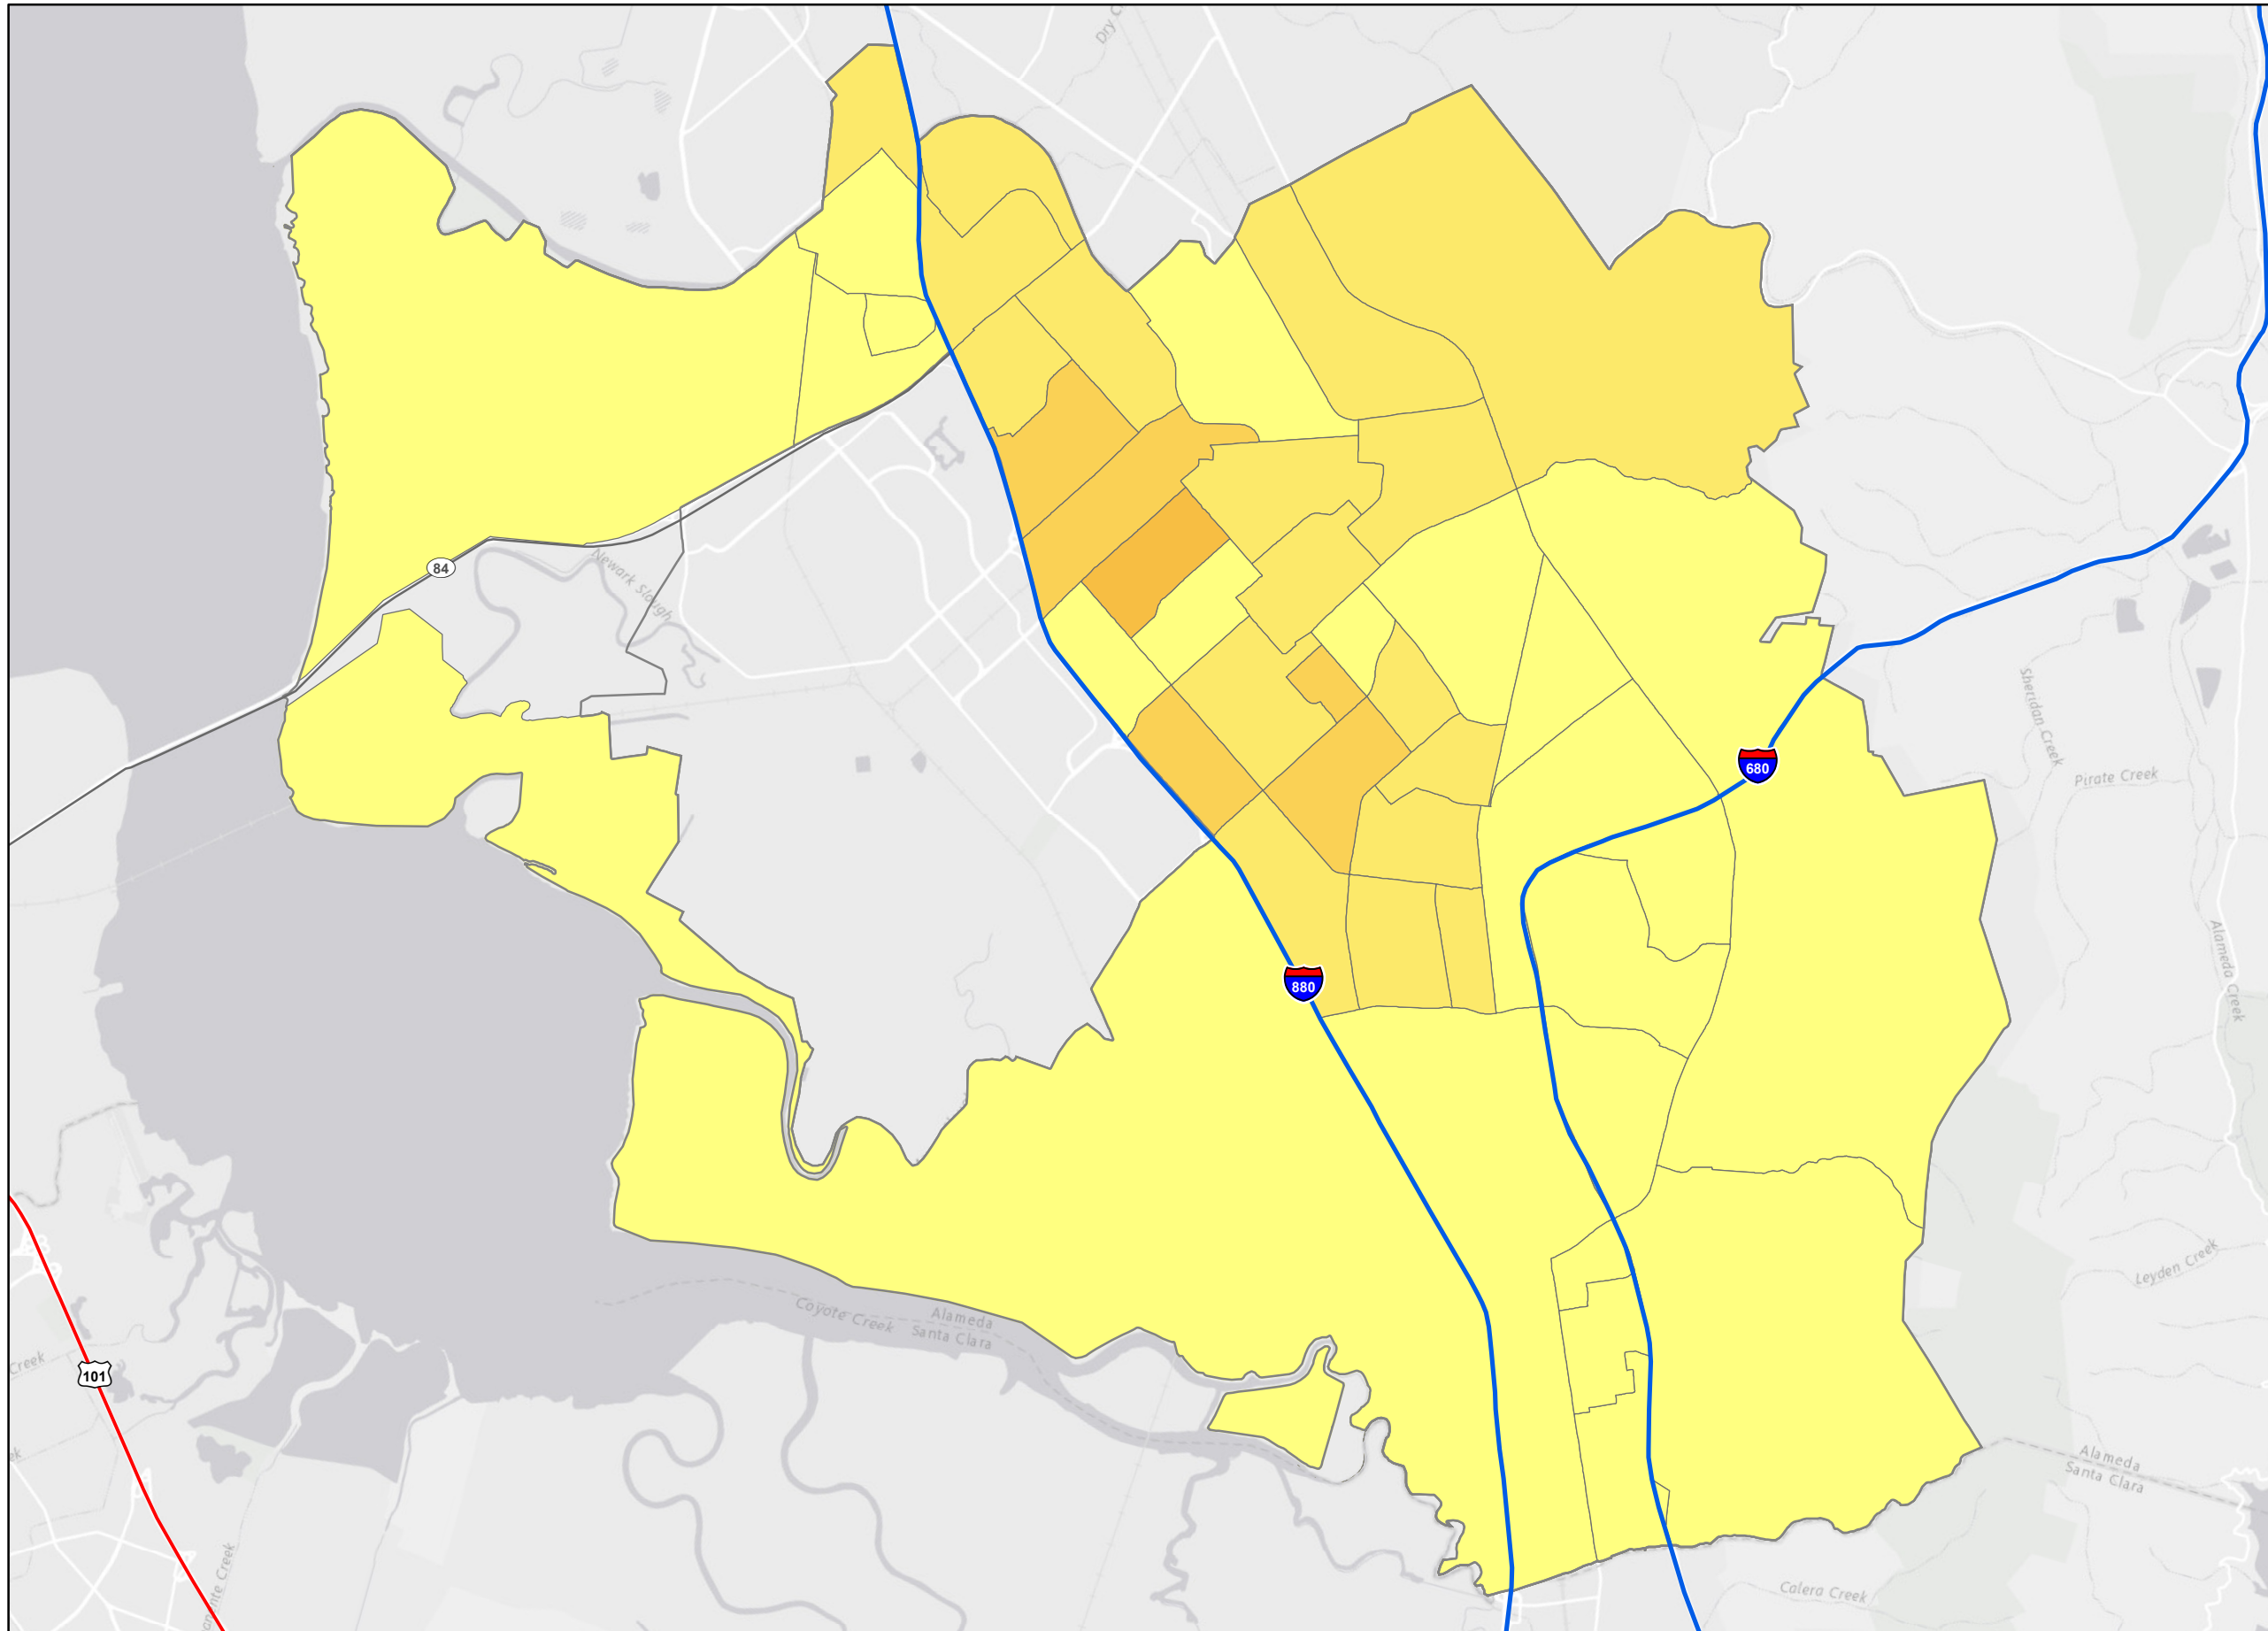 Dry C
84
Newark Slough
680
Sheridan Creek
Pirate Creek
Alameda Creek
880
Leyden Creek
Coyote Creek
Alameda
Santa Clara
Creek
101
Alameda
Santa Clara
Calera Creek
Creek